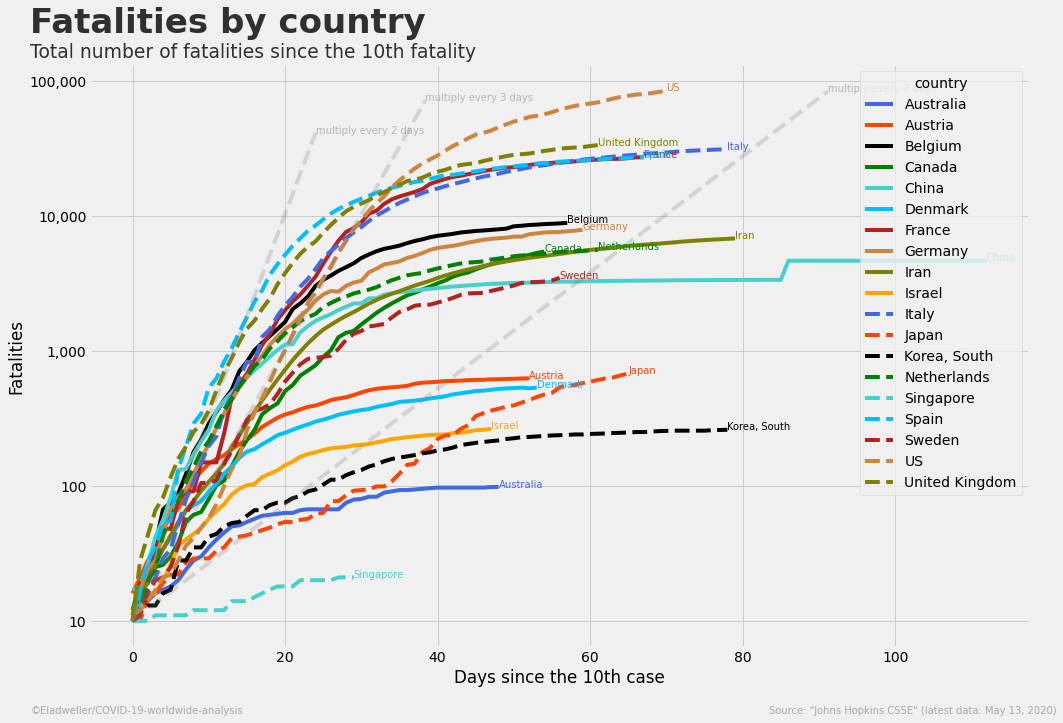 Fatalities by country
Total number of fatalities since the 10th fatality
100,000
10,000
1,000
100
10
Fatalities
0
20
40
60
80
100
Days since the 10th case
multiply every 2 days
multiply every 3 days
multiply every 7 days
US
United Kingdom
Italy
Spain
France
Belgium
Germany
Iran
Canada
Netherlands
China
Sweden
Austria
Denmark
Japan
Israel
Korea, South
Australia
Singapore
country
Australia
Austria
Belgium
Canada
China
Denmark
France
Germany
Iran
Israel
Italy
Japan
Korea, South
Netherlands
Singapore
Spain
Sweden
US
United Kingdom
©Eladweller/COVID-19-worldwide-analysis
Source: "Johns Hopkins CSSE" (latest data: May 13, 2020)